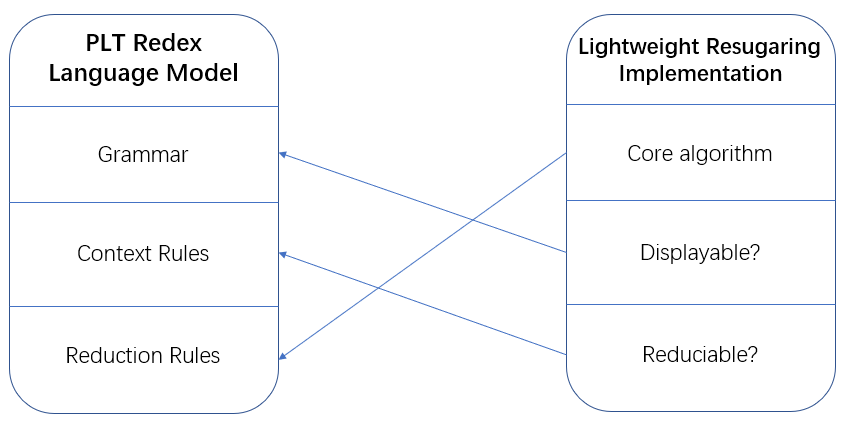 PLT Redex
Language Model
Grammar
Context Rules
Reduction Rules
Lightweight Resugaring
Implementation
Core algorithm
Displayable?
Reduciable?